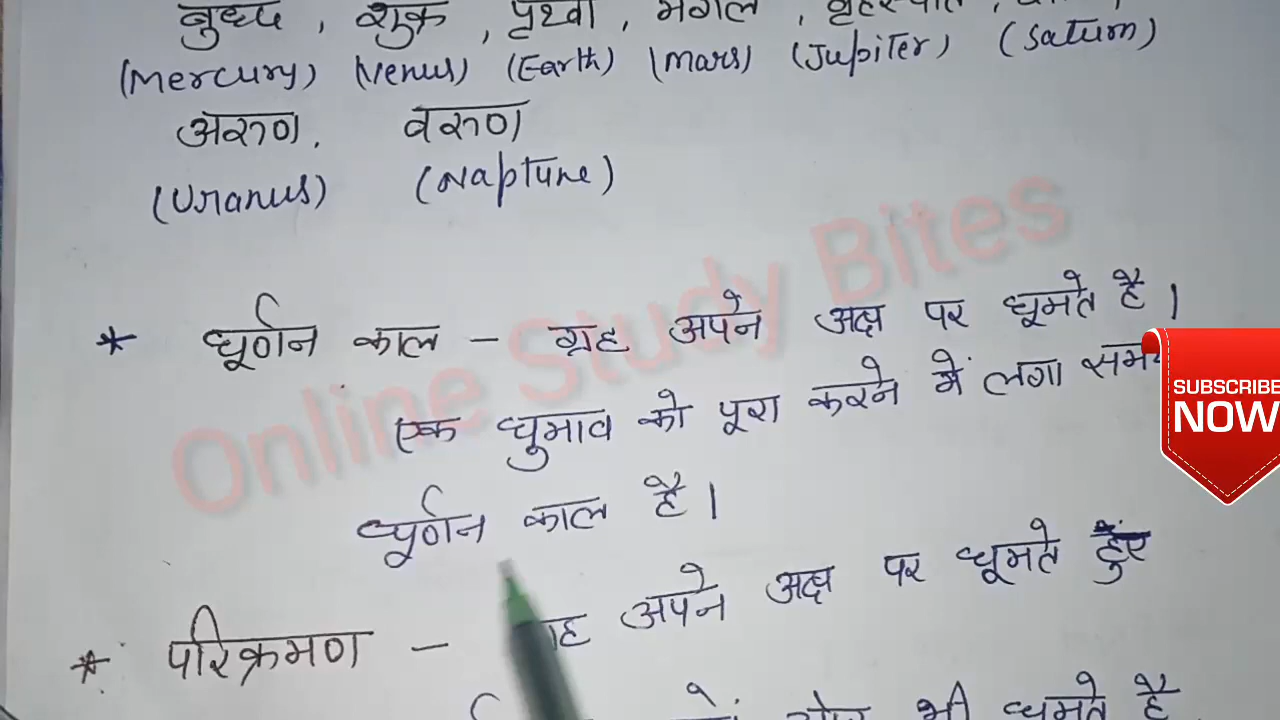 बुध्द , शुक्र , पृथ्वी , मंगल , बृहस्पति ,
(Mercury) (Venus) (Earth) (Mars) (Jupiter) (Saturn)
अरुण , वरुण
(Uranus) (Naptune)
* घूर्णन काल - ग्रह अपने अक्ष पर घूमते है ।
एक घुमाव को पूरा करने में लगा समय
घूर्णन काल है ।
* परिक्रमण - अपने अक्ष पर घूमते हुए
भी घूमते है
Online Study Bites
SUBSCRIBE
NOW